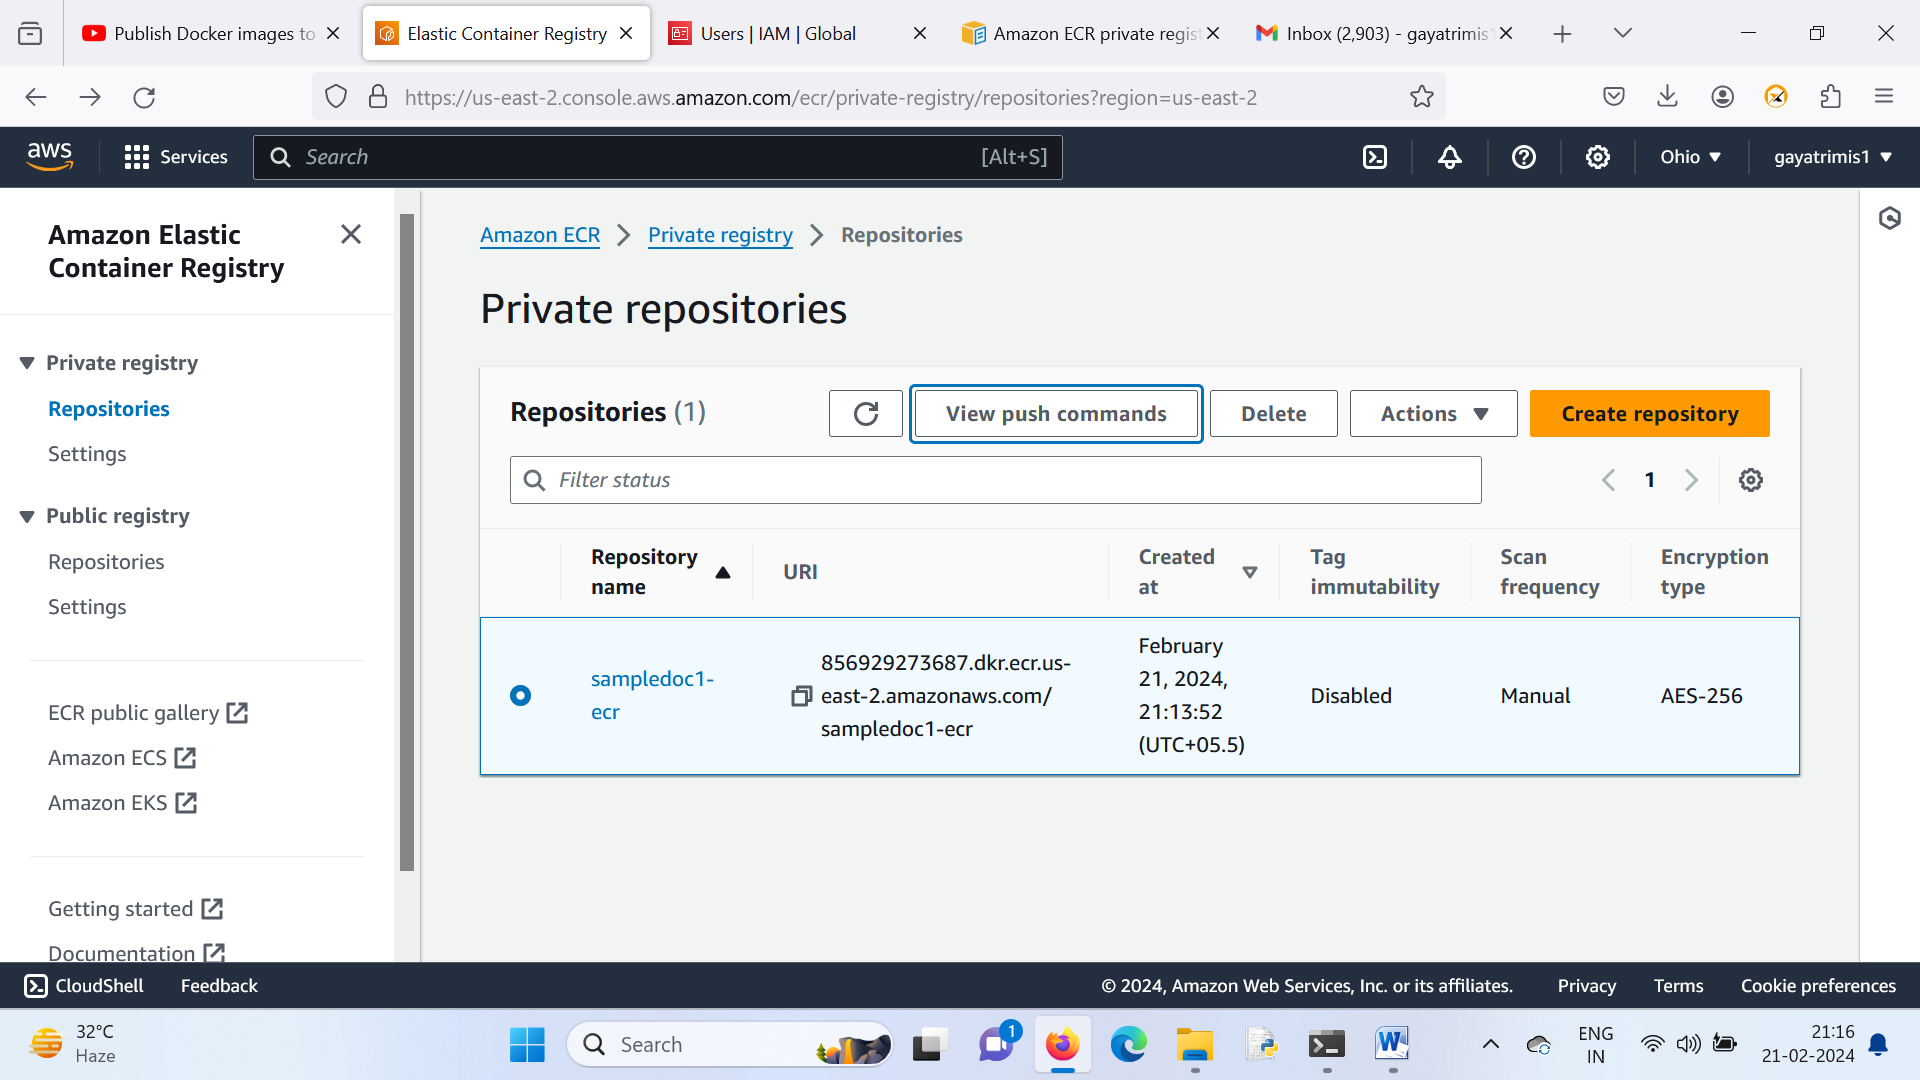 Publish Docker images to
Elastic Container Registry
Users | IAM | Global
Amazon ECR private regist
Inbox (2,903) - gayatrimis1
https://us-east-2.console.aws.amazon.com/ecr/private-registry/repositories?region=us-east-2
aws
Services
Search
[Alt+S]
Ohio
gayatrimis1
Amazon Elastic
Container Registry
Private registry
Repositories
Settings
Public registry
Repositories
Settings
ECR public gallery
Amazon ECS
Amazon EKS
Getting started
Documentation
Amazon ECR
Private registry
Repositories
Private repositories
Repositories (1)
View push commands
Delete
Actions
Create repository
Filter status
1
Repository
name
URI
Created
at
Tag
immutability
Scan
frequency
Encryption
type
sampledoc1-
ecr
856929273687.dkr.ecr.us-
east-2.amazonaws.com/
sampledoc1-ecr
February
21, 2024,
21:13:52
(UTC+05.5)
Disabled
Manual
AES-256
CloudShell
Feedback
© 2024, Amazon Web Services, Inc. or its affiliates.
Privacy
Terms
Cookie preferences
32°C
Haze
Search
1
ENG
IN
21:16
21-02-2024